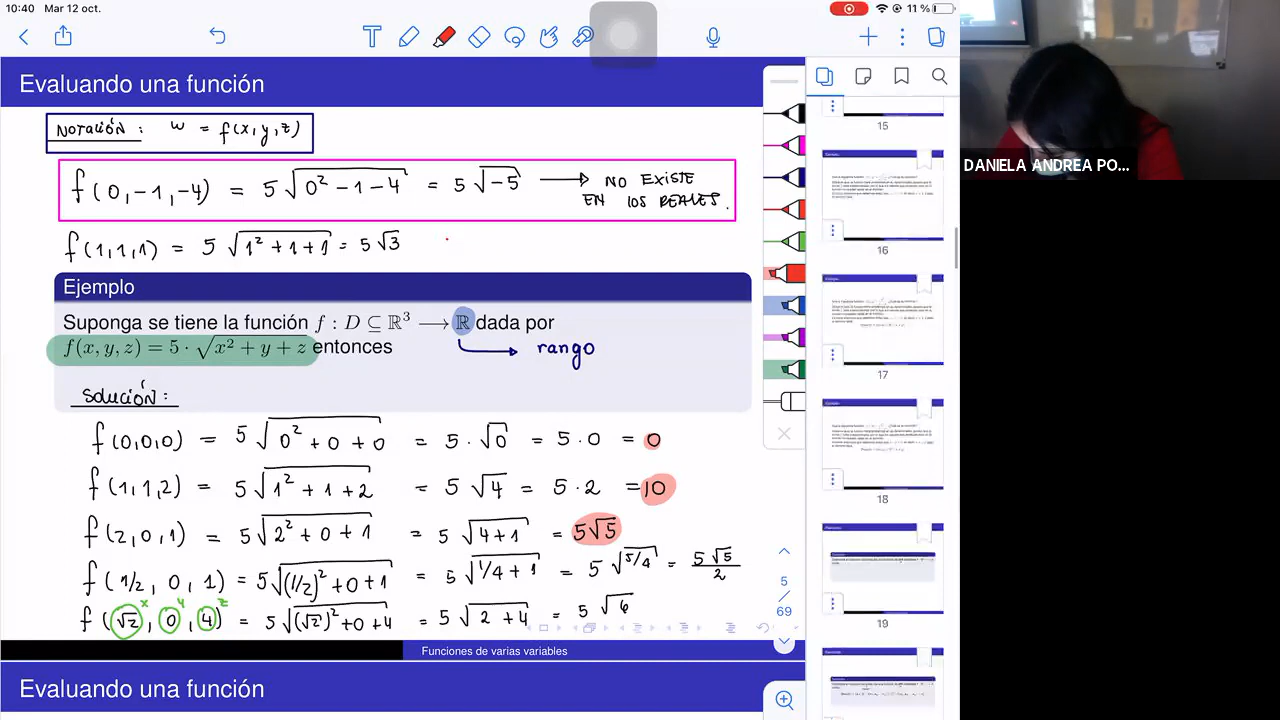 10:40 Mar 12 oct.
11 %
Evaluando una función
NOTACIÓN : w = f(x,y,z)
f(0,-1,-4) = 5 √(0² - 1 - 4) = 5 √-5 → NO EXISTE
EN LOS REALES.
f(1,1,1) = 5 √(1² + 1 + 1) = 5√3
Ejemplo
f : D ⊆ ℝ³ → ℝ dada por
f(x, y, z) = 5 · √(x² + y + z) entonces
rango
SOLUCIÓN :
f(0,0,0) = 5 √(0² + 0 + 0) = 5 · √0 = 5·0 = 0
f(1,1,2) = 5 √(1² + 1 + 2) = 5 √4 = 5·2 = 10
f(2,0,1) = 5√(2² + 0 + 1) = 5 √(4+1) = 5√5
f(1/2, 0, 1) = 5√((1/2)² + 0 + 1) = 5 √(1/4 + 1) = 5 √(5/4) = 5√5/2
x y z
f(√2, 0, 4) = 5√((√2)² + 0 + 4) = 5 √(2 + 4) = 5 √6
Funciones de varias variables
Evaluando una función
5
69
15
16
17
18
19
DANIELA ANDREA PO...